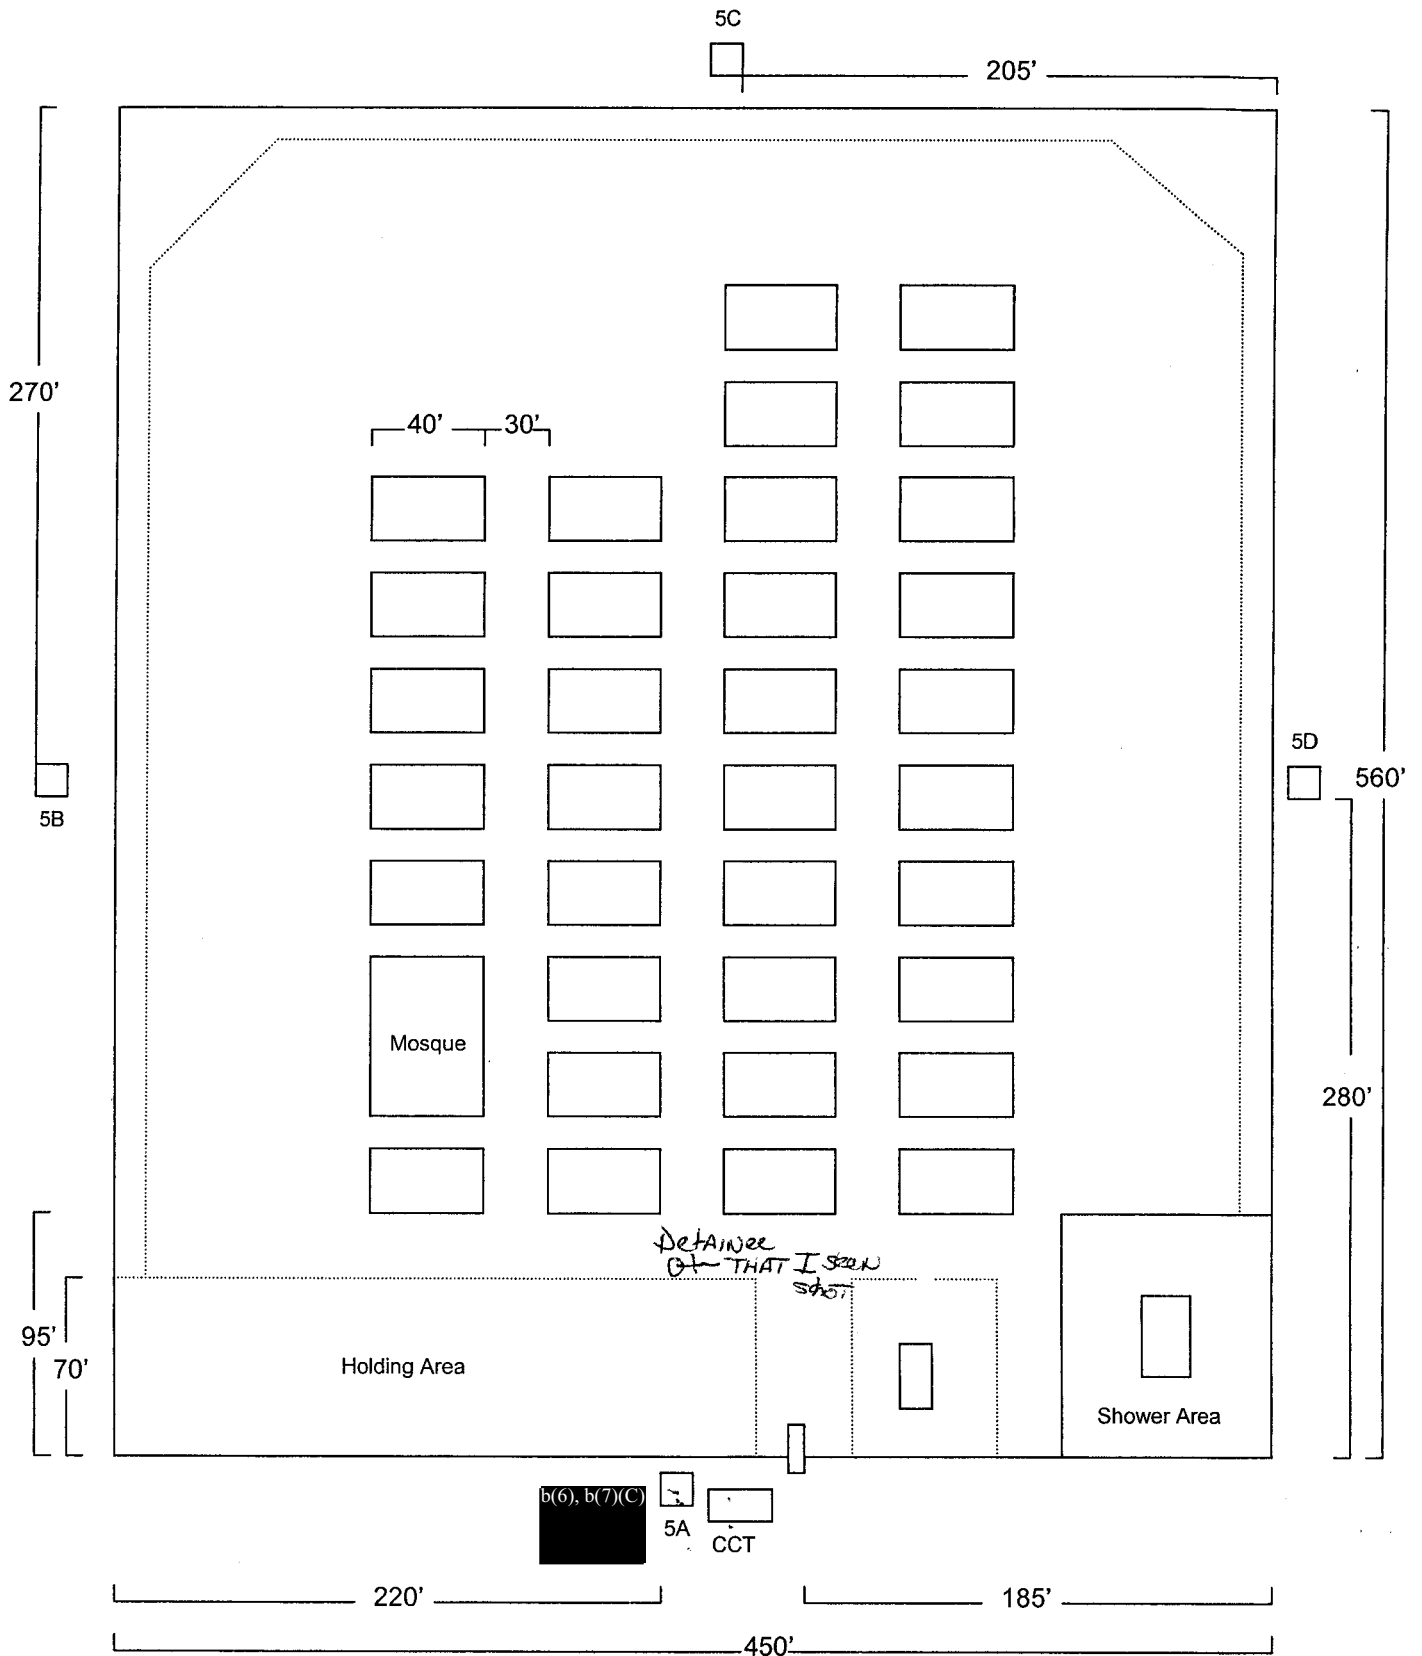 5C
205'
270'
40'
30'
5D
560'
5B
Mosque
280'
Detainee
THAT I SEEN
SHOT
95'
70'
Holding Area
Shower Area
b(6), b(7)(C)
5A
CCT
220'
185'
450'